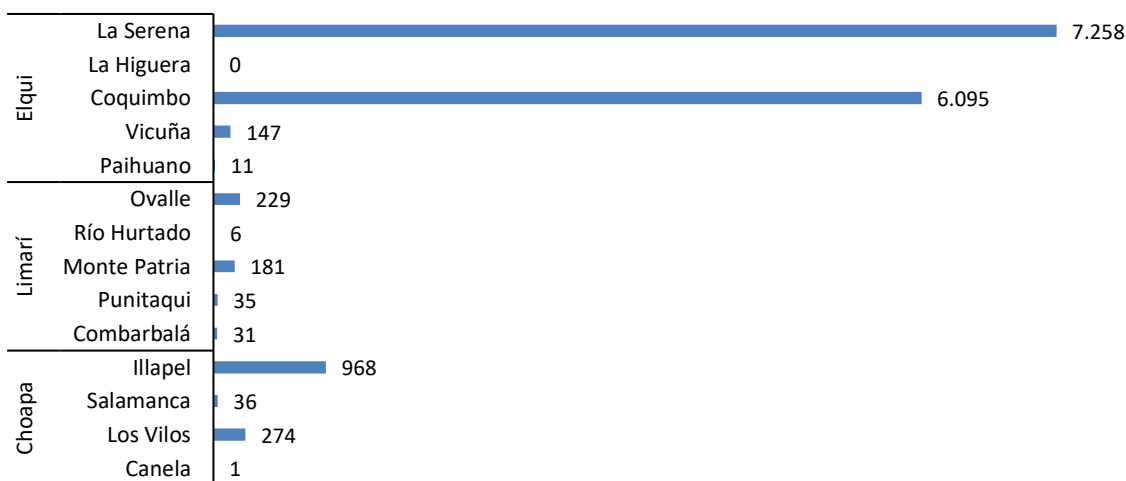 Elqui
La Serena 7.258
La Higuera 0
Coquimbo 6.095
Vicuña 147
Paihuano 11
Limarí
Ovalle 229
Río Hurtado 6
Monte Patria 181
Punitaqui 35
Combarbalá 31
Choapa
Illapel 968
Salamanca 36
Los Vilos 274
Canela 1